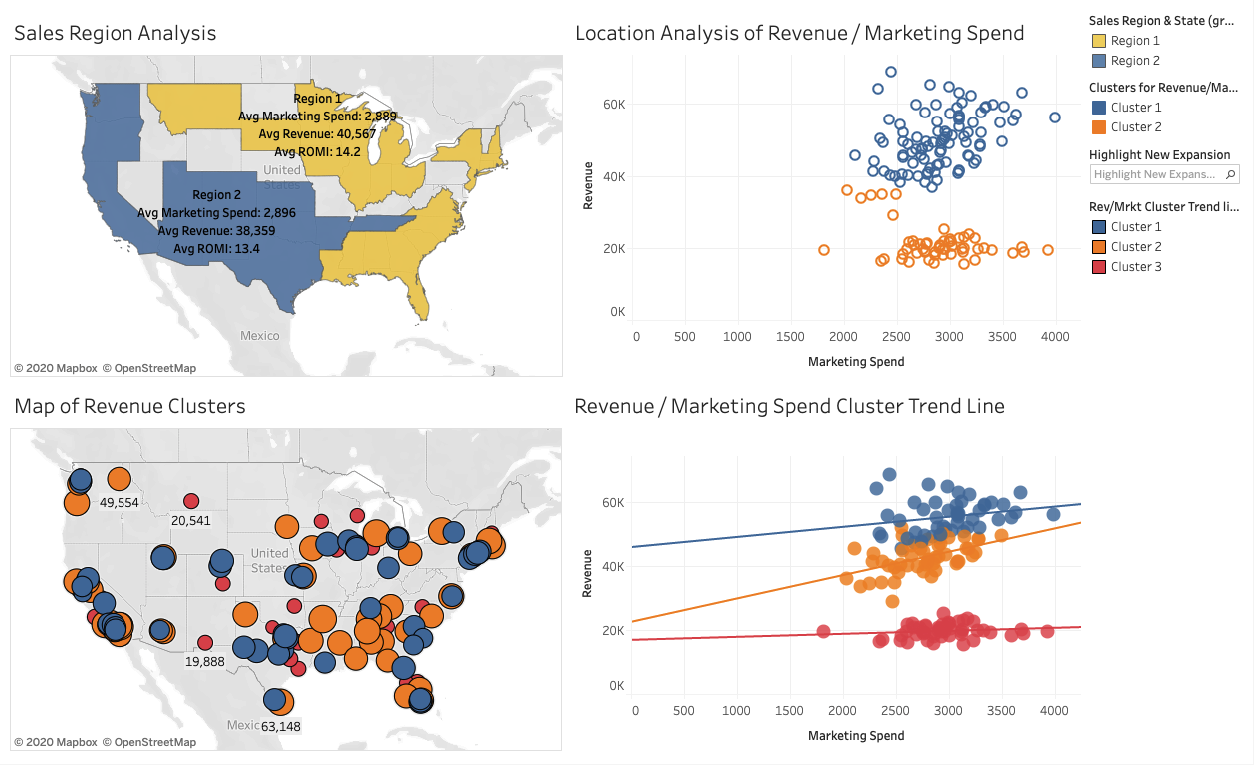 Sales Region Analysis
Region 1
Avg Marketing Spend: 2,889
Avg Revenue: 40,567
Avg ROMI: 14.2
United
States
Region 2
Avg Marketing Spend: 2,896
Avg Revenue: 38,359
Avg ROMI: 13.4
Mexico
© 2020 Mapbox © OpenStreetMap
Location Analysis of Revenue / Marketing Spend
Revenue
60K
40K
20K
0K
0 500 1000 1500 2000 2500 3000 3500 4000
Marketing Spend
Sales Region & State (gr...
Region 1
Region 2
Clusters for Revenue/Ma...
Cluster 1
Cluster 2
Highlight New Expansion
Highlight New Expans...
Rev/Mrkt Cluster Trend li...
Cluster 1
Cluster 2
Cluster 3
Map of Revenue Clusters
49,554
20,541
United
States
19,888
Mexic
63,148
© 2020 Mapbox © OpenStreetMap
Revenue / Marketing Spend Cluster Trend Line
Revenue
60K
40K
20K
0K
0 500 1000 1500 2000 2500 3000 3500 4000
Marketing Spend